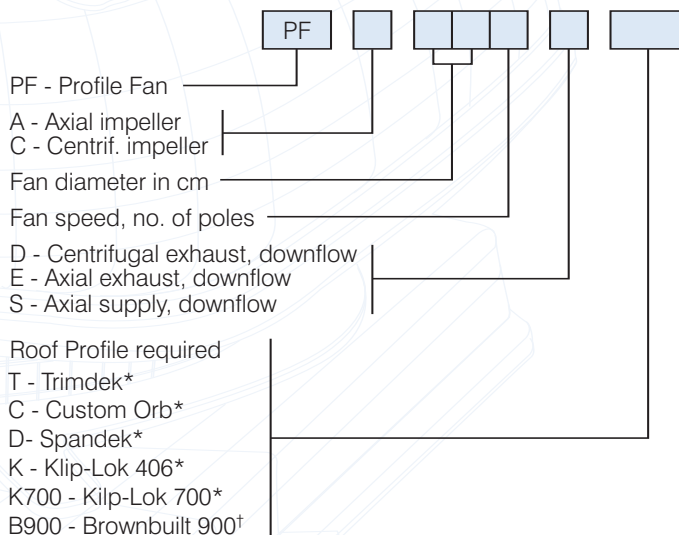 PF
PF - Profile Fan
A - Axial impeller
C - Centrif. impeller
Fan diameter in cm
Fan speed, no. of poles
D - Centrifugal exhaust, downflow
E - Axial exhaust, downflow
S - Axial supply, downflow
Roof Profile required
T - Trimdek*
C - Custom Orb*
D- Spandek*
K - Klip-Lok 406*
K700 - Kilp-Lok 700*
B900 - Brownbuilt 900†